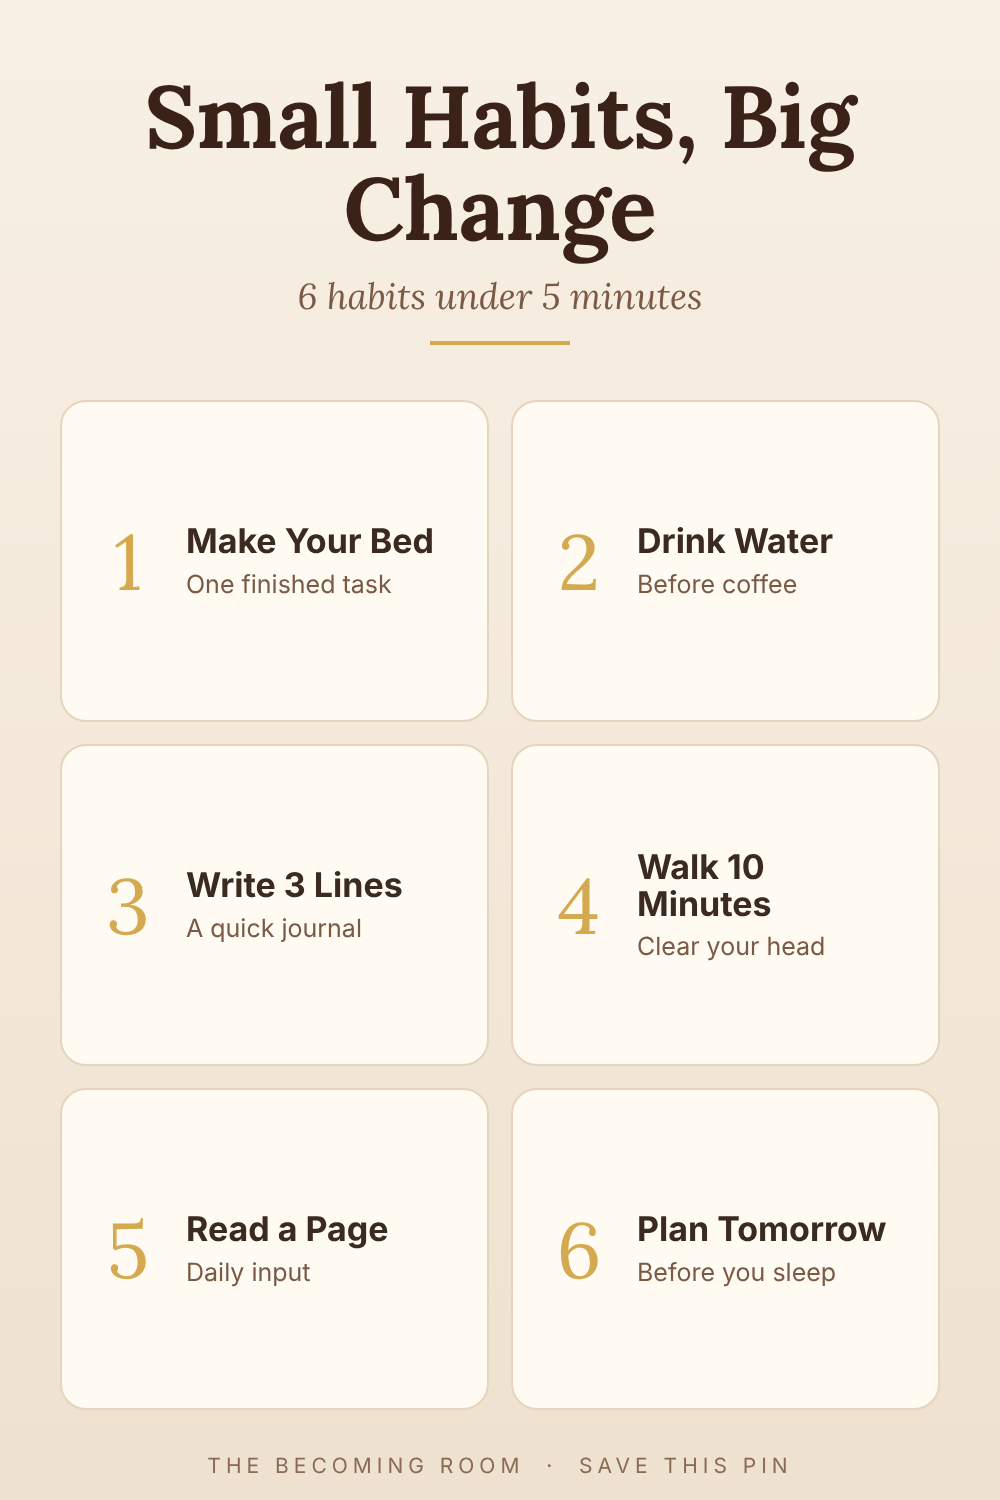 Small Habits, Big
Change
6 habits under 5 minutes
1
Make Your Bed
One finished task
2
Drink Water
Before coffee
3
Write 3 Lines
A quick journal
4
Walk 10
Minutes
Clear your head
5
Read a Page
Daily input
6
Plan Tomorrow
Before you sleep
THE BECOMING ROOM · SAVE THIS PIN